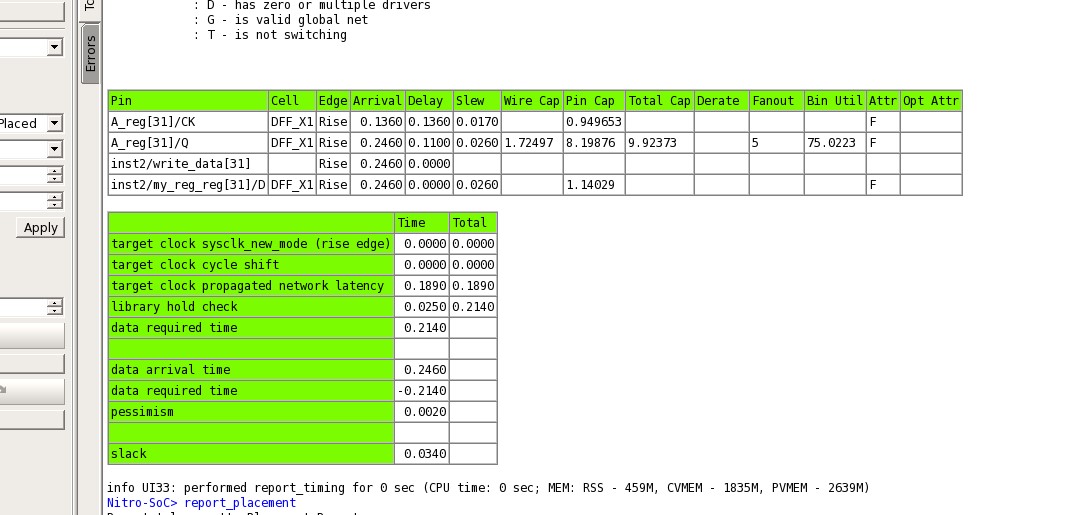 : D - has zero or multiple drivers
: G - is valid global net
: T - is not switching
Errors
Placed
Apply
Pin Cell Edge Arrival Delay Slew Wire Cap Pin Cap Total Cap Derate Fanout Bin Util Attr Opt Attr
A_reg[31]/CK DFF_X1 Rise 0.1360 0.1360 0.0170 0.949653 F
A_reg[31]/Q DFF_X1 Rise 0.2460 0.1100 0.0260 1.72497 8.19876 9.92373 5 75.0223 F
inst2/write_data[31] Rise 0.2460 0.0000
inst2/my_reg_reg[31]/D DFF_X1 Rise 0.2460 0.0000 0.0260 1.14029 F
Time Total
target clock sysclk_new_mode (rise edge) 0.0000 0.0000
target clock cycle shift 0.0000 0.0000
target clock propagated network latency 0.1890 0.1890
library hold check 0.0250 0.2140
data required time 0.2140
data arrival time 0.2460
data required time -0.2140
pessimism 0.0020
slack 0.0340
info UI33: performed report_timing for 0 sec (CPU time: 0 sec; MEM: RSS - 459M, CVMEM - 1835M, PVMEM - 2639M)
Nitro-SoC> report_placement